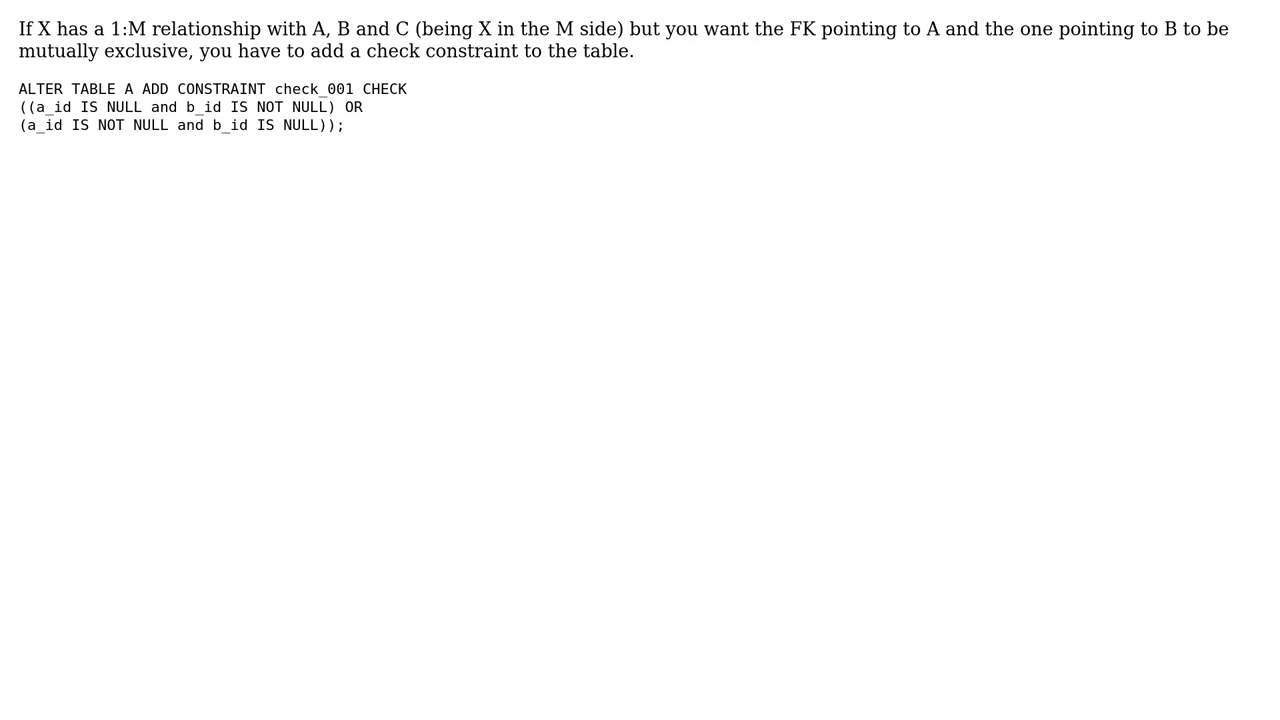 If X has a 1:M relationship with A, B and C (being X in the M side) but you want the FK pointing to A and the one pointing to B to be
mutually exclusive, you have to add a check constraint to the table.
ALTER TABLE A ADD CONSTRAINT check_001 CHECK
((a_id IS NULL and b_id IS NOT NULL) OR
(a_id IS NOT NULL and b_id IS NULL));